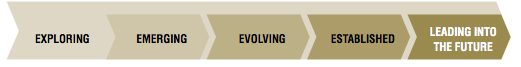 EXPLORING
EMERGING
EVOLVING
ESTABLISHED
LEADING INTO
THE FUTURE